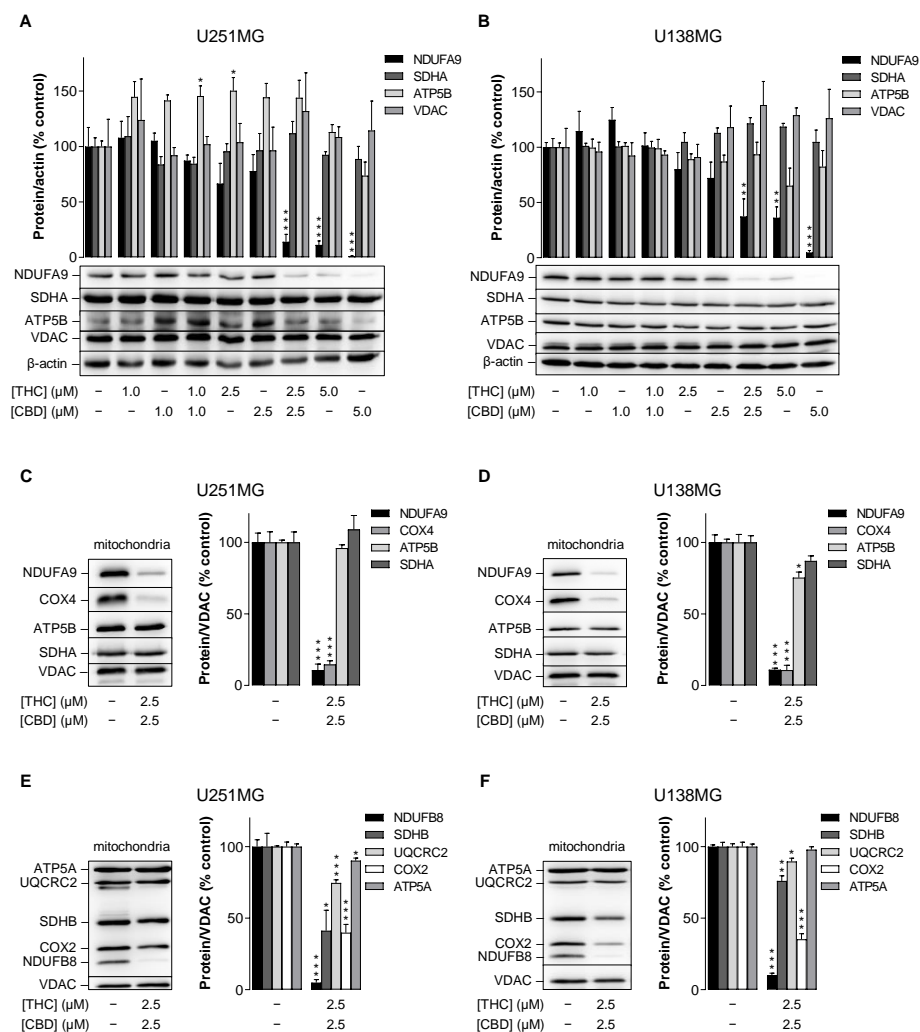 A
U251MG
NDUFA9
SDHA
ATP5B
VDAC
Protein/actin (% control)
150
100
50
0
*
*
***
***
***
NDUFA9
SDHA
ATP5B
VDAC
β-actin
[THC] (µM) – 1.0 – 1.0 2.5 – 2.5 5.0 –
[CBD] (µM) – – 1.0 1.0 – 2.5 2.5 – 5.0
B
U138MG
NDUFA9
SDHA
ATP5B
VDAC
Protein/actin (% control)
150
100
50
0
**
**
***
NDUFA9
SDHA
ATP5B
VDAC
β-actin
[THC] (µM) – 1.0 – 1.0 2.5 – 2.5 5.0 –
[CBD] (µM) – – 1.0 1.0 – 2.5 2.5 – 5.0
C
U251MG
mitochondria
NDUFA9
COX4
ATP5B
SDHA
VDAC
[THC] (µM) – 2.5
[CBD] (µM) – 2.5
NDUFA9
COX4
ATP5B
SDHA
Protein/VDAC (% control)
100
50
0
***
***
– 2.5
– 2.5
D
U138MG
mitochondria
NDUFA9
COX4
ATP5B
SDHA
VDAC
[THC] (µM) – 2.5
[CBD] (µM) – 2.5
NDUFA9
COX4
ATP5B
SDHA
Protein/VDAC (% control)
100
50
0
***
***
*
– 2.5
– 2.5
E
U251MG
mitochondria
ATP5A
UQCRC2
SDHB
COX2
NDUFB8
VDAC
[THC] (µM) – 2.5
[CBD] (µM) – 2.5
NDUFB8
SDHB
UQCRC2
COX2
ATP5A
Protein/VDAC (% control)
100
50
0
***
*
***
***
*
– 2.5
– 2.5
F
U138MG
mitochondria
ATP5A
UQCRC2
SDHB
COX2
NDUFB8
VDAC
[THC] (µM) – 2.5
[CBD] (µM) – 2.5
NDUFB8
SDHB
UQCRC2
COX2
ATP5A
Protein/VDAC (% control)
100
50
0
***
**
*
***
– 2.5
– 2.5